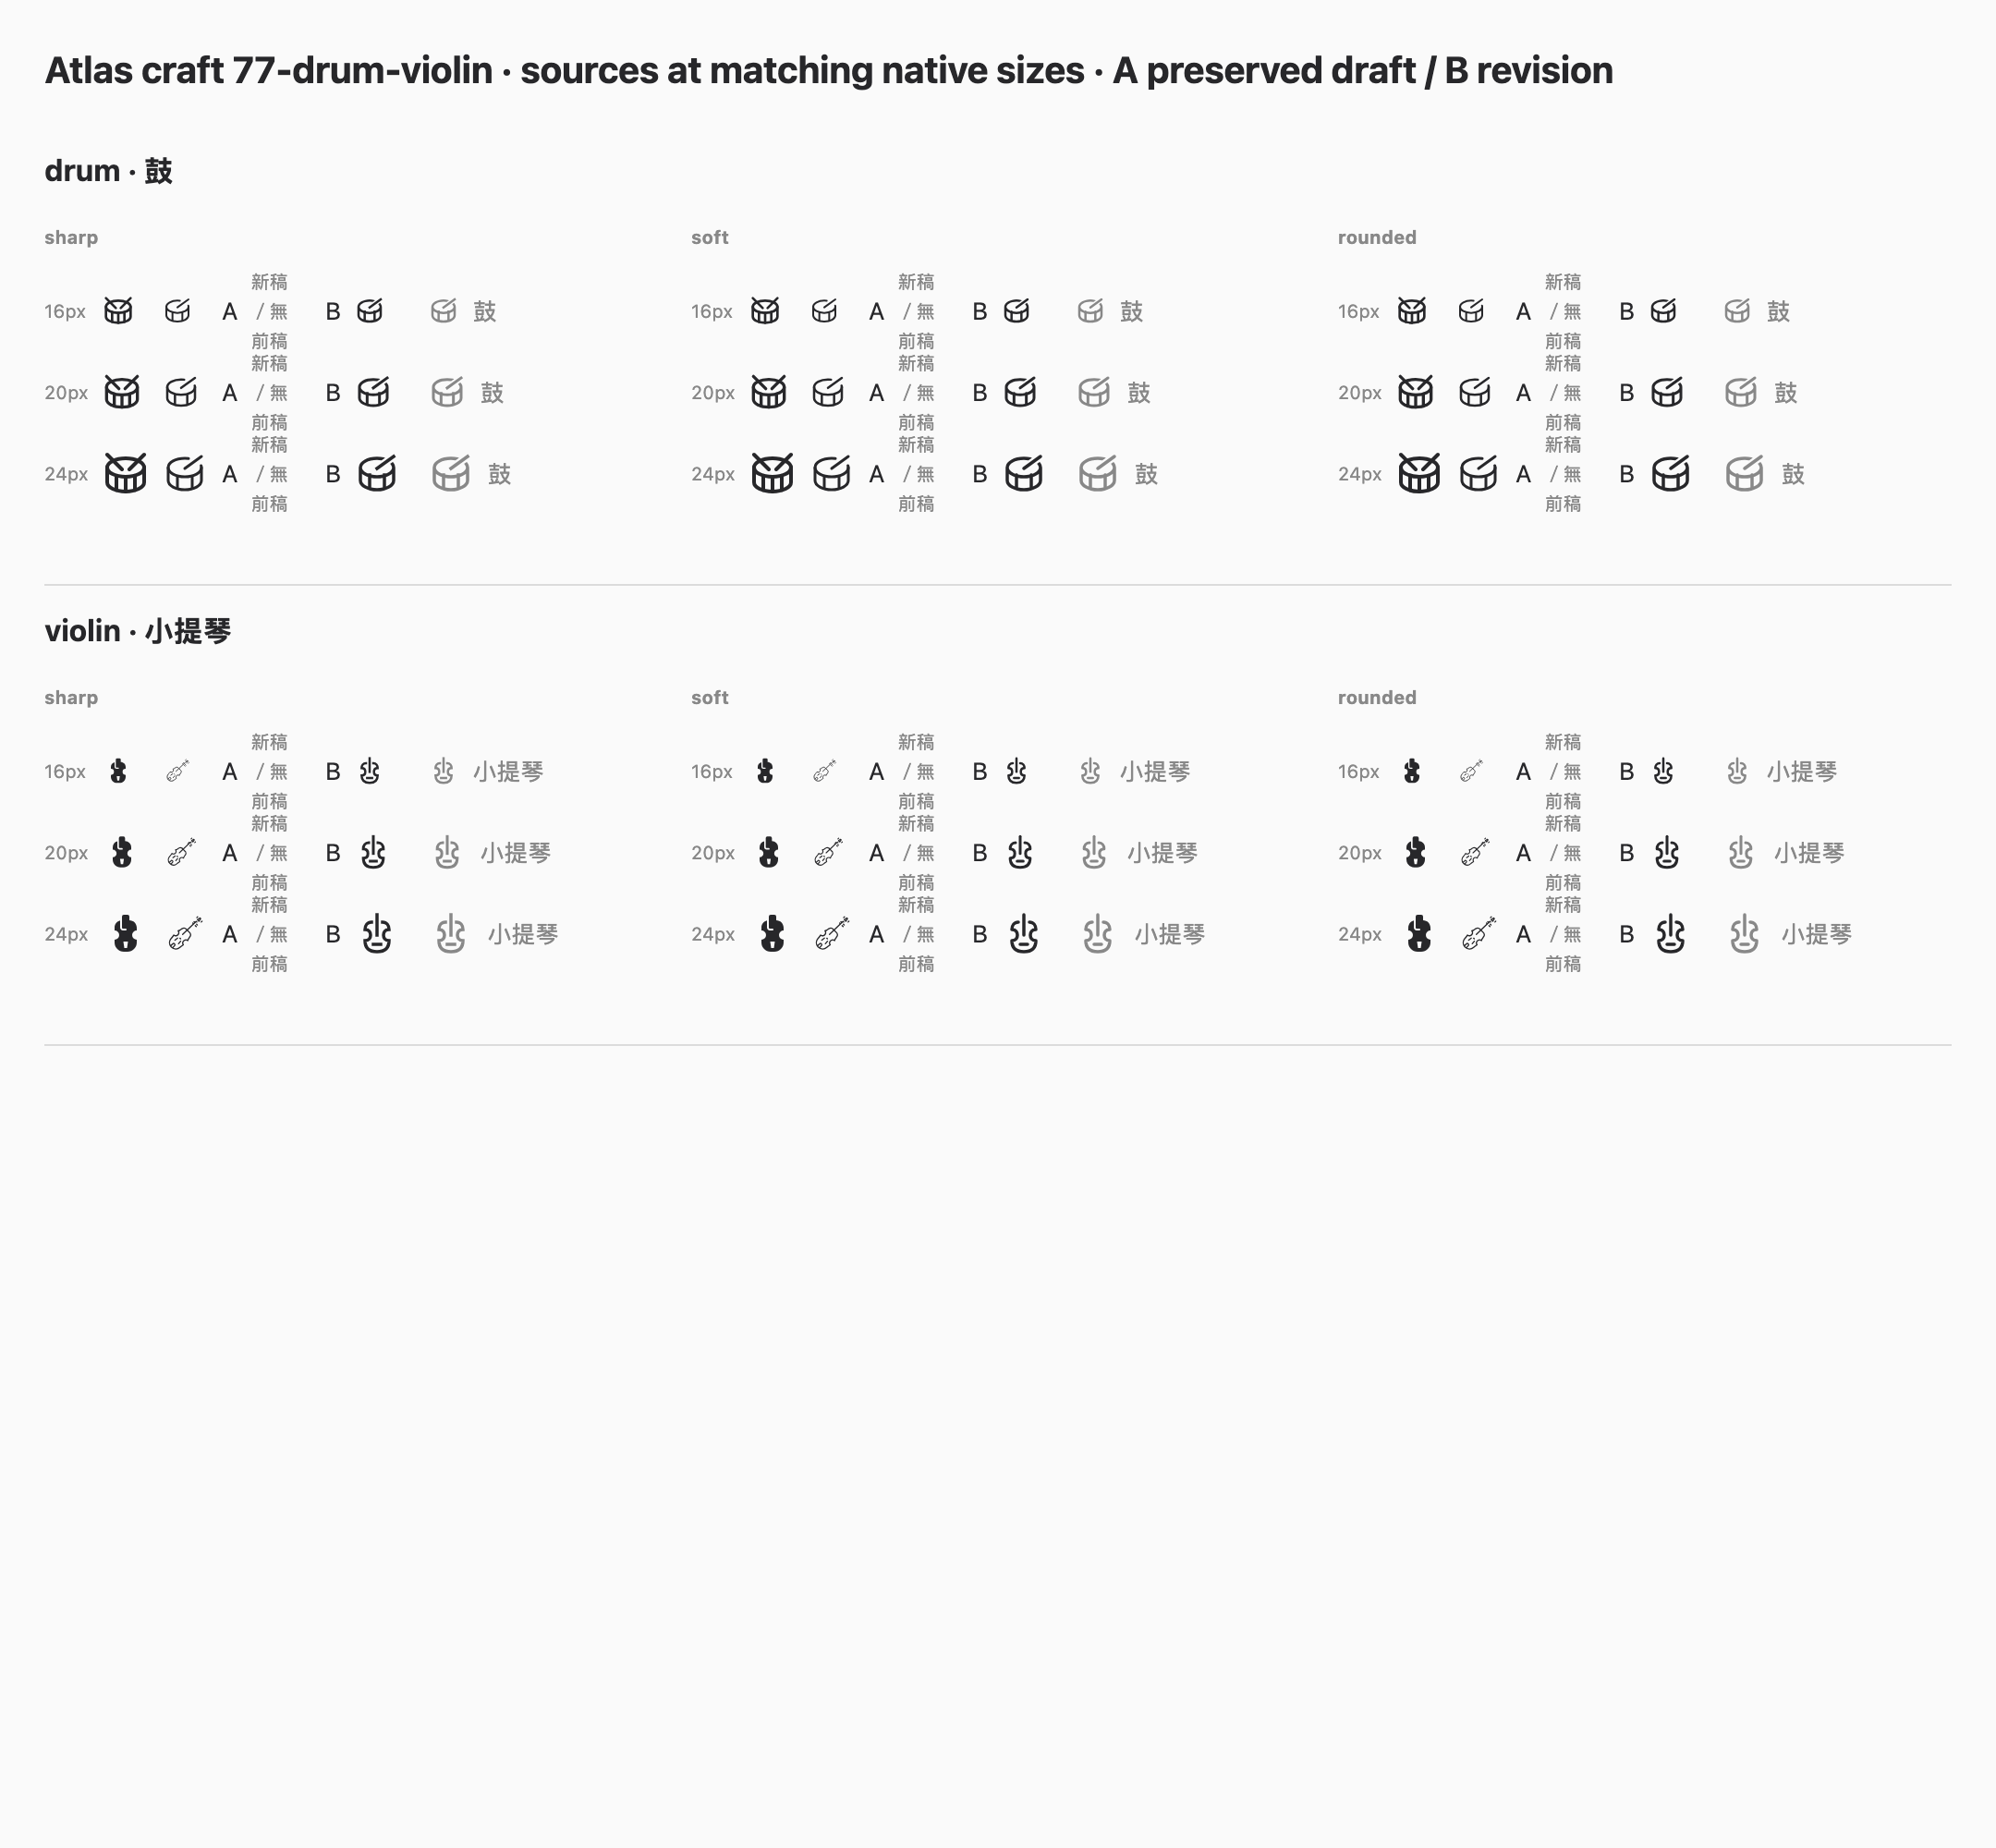 Atlas craft 77-drum-violin · sources at matching native sizes · A preserved draft / B revision
drum · 鼓
sharp
16px A 新稿 / 無前稿 B 鼓
20px A 新稿 / 無前稿 B 鼓
24px A 新稿 / 無前稿 B 鼓
soft
16px A 新稿 / 無前稿 B 鼓
20px A 新稿 / 無前稿 B 鼓
24px A 新稿 / 無前稿 B 鼓
rounded
16px A 新稿 / 無前稿 B 鼓
20px A 新稿 / 無前稿 B 鼓
24px A 新稿 / 無前稿 B 鼓
violin · 小提琴
sharp
16px A 新稿 / 無前稿 B 小提琴
20px A 新稿 / 無前稿 B 小提琴
24px A 新稿 / 無前稿 B 小提琴
soft
16px A 新稿 / 無前稿 B 小提琴
20px A 新稿 / 無前稿 B 小提琴
24px A 新稿 / 無前稿 B 小提琴
rounded
16px A 新稿 / 無前稿 B 小提琴
20px A 新稿 / 無前稿 B 小提琴
24px A 新稿 / 無前稿 B 小提琴